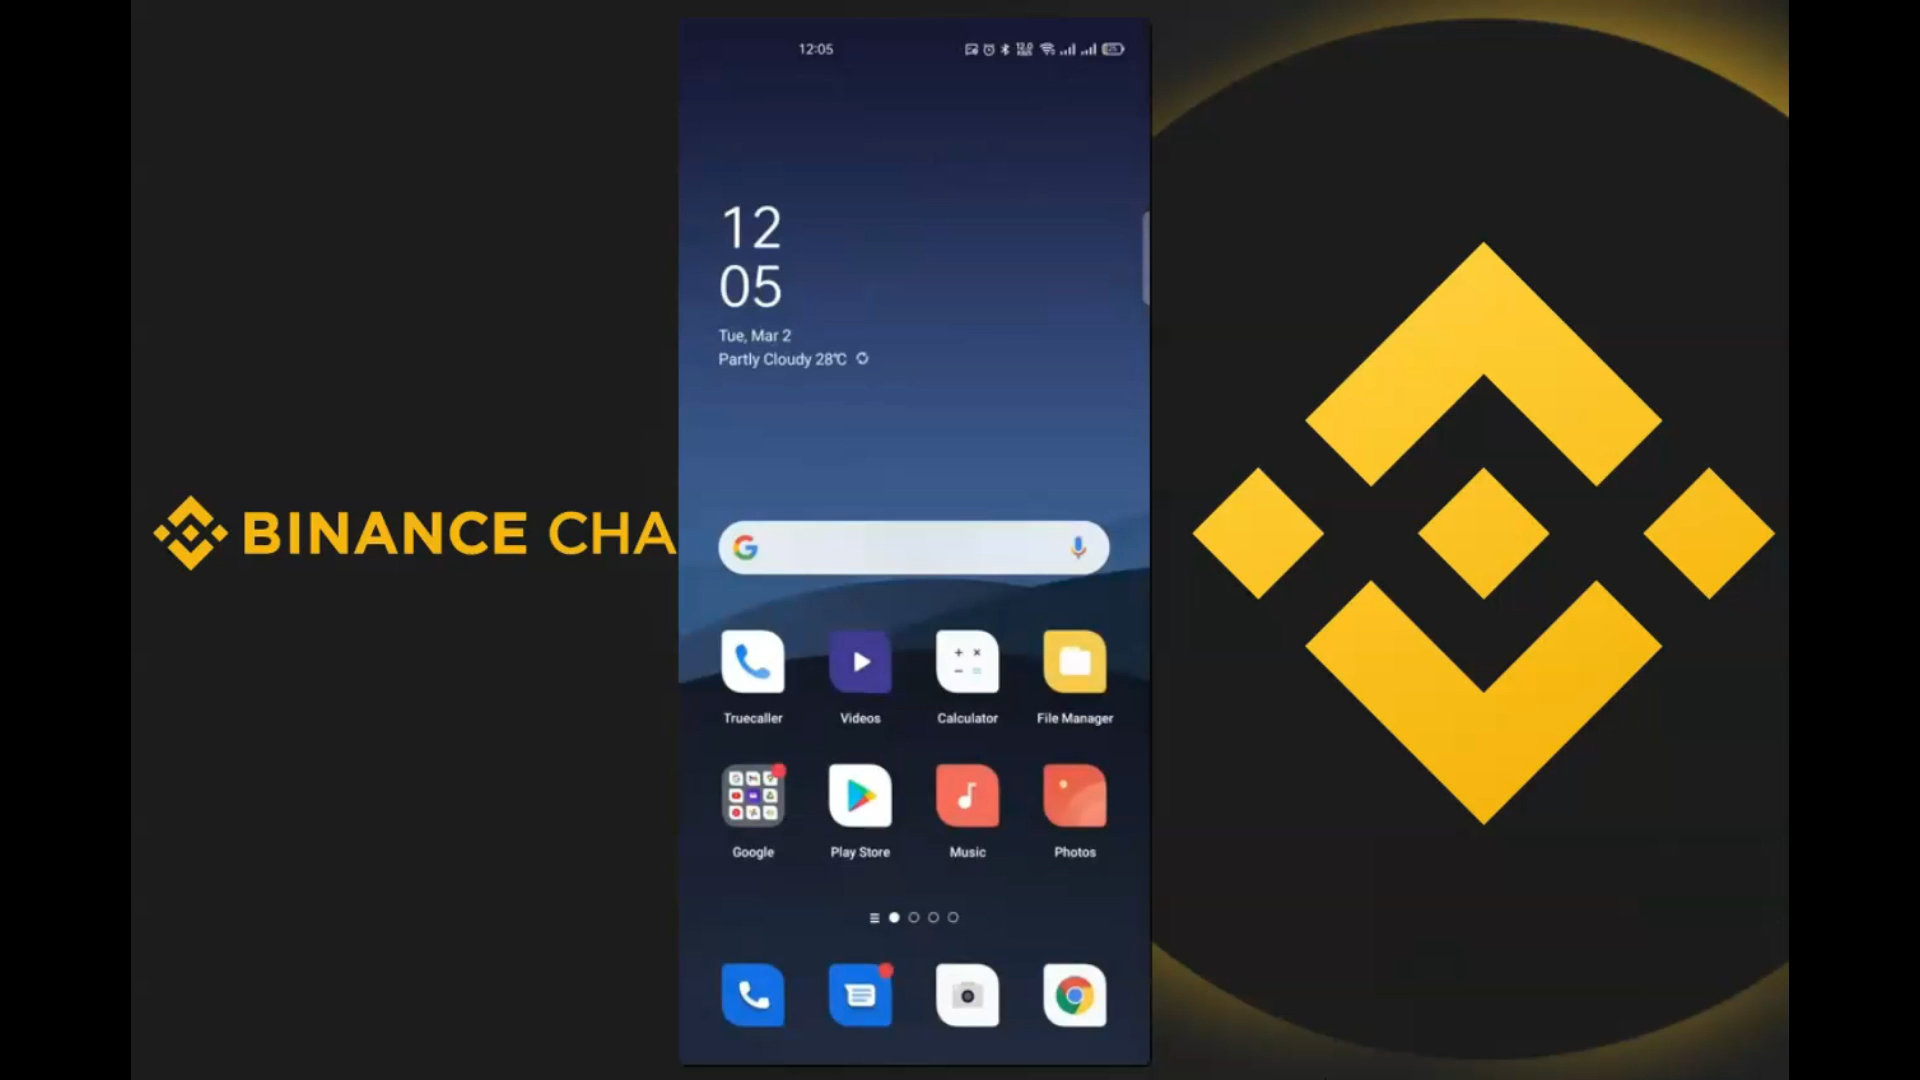 12:05
12
05
Tue, Mar 2
Partly Cloudy 28°C
BINANCE CHA
Truecaller
Videos
Calculator
File Manager
Google
Play Store
Music
Photos